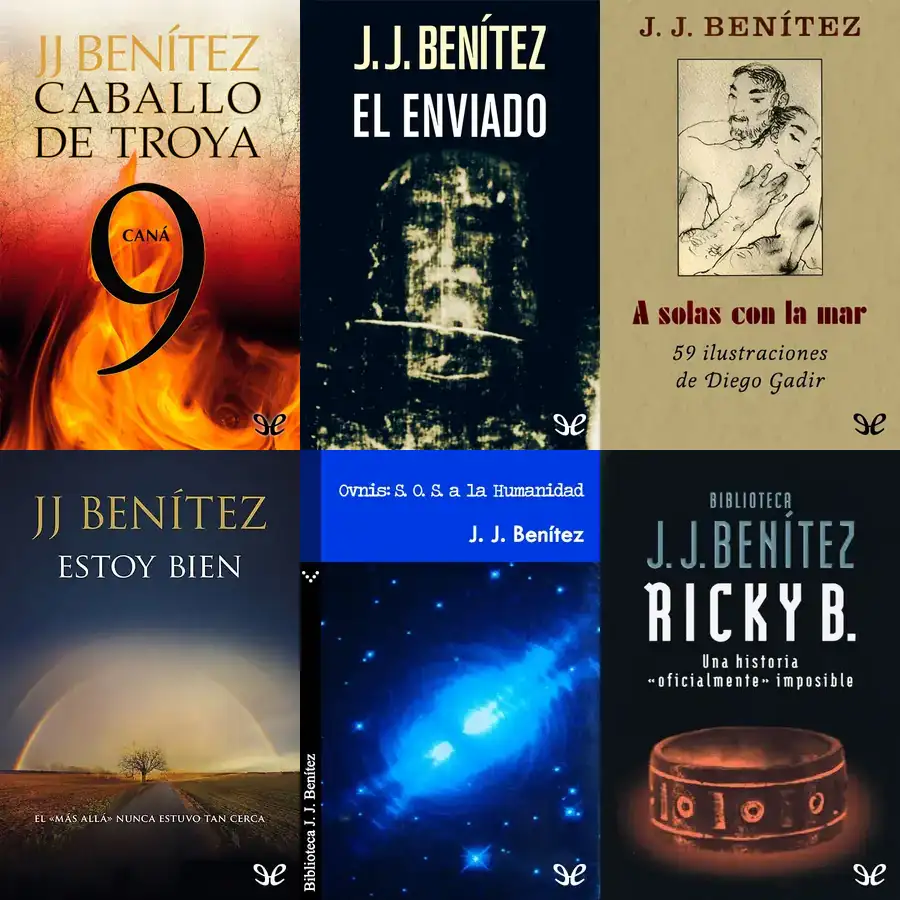 JJ BENÍTEZ
CABALLO
DE TROYA
9
CANÁ
J. J. BENÍTEZ
EL ENVIADO
J. J. BENÍTEZ
A solas con la mar
59 ilustraciones
de Diego Gadir
JJ BENÍTEZ
ESTOY BIEN
EL «MÁS ALLÁ» NUNCA ESTUVO TAN CERCA
Ovnis: S. O. S. a la Humanidad
J. J. Benítez
Biblioteca J. J. Benítez
BIBLIOTECA
J. J. BENÍTEZ
RICKY B.
Una historia
«oficialmente» imposible
IOIOIO